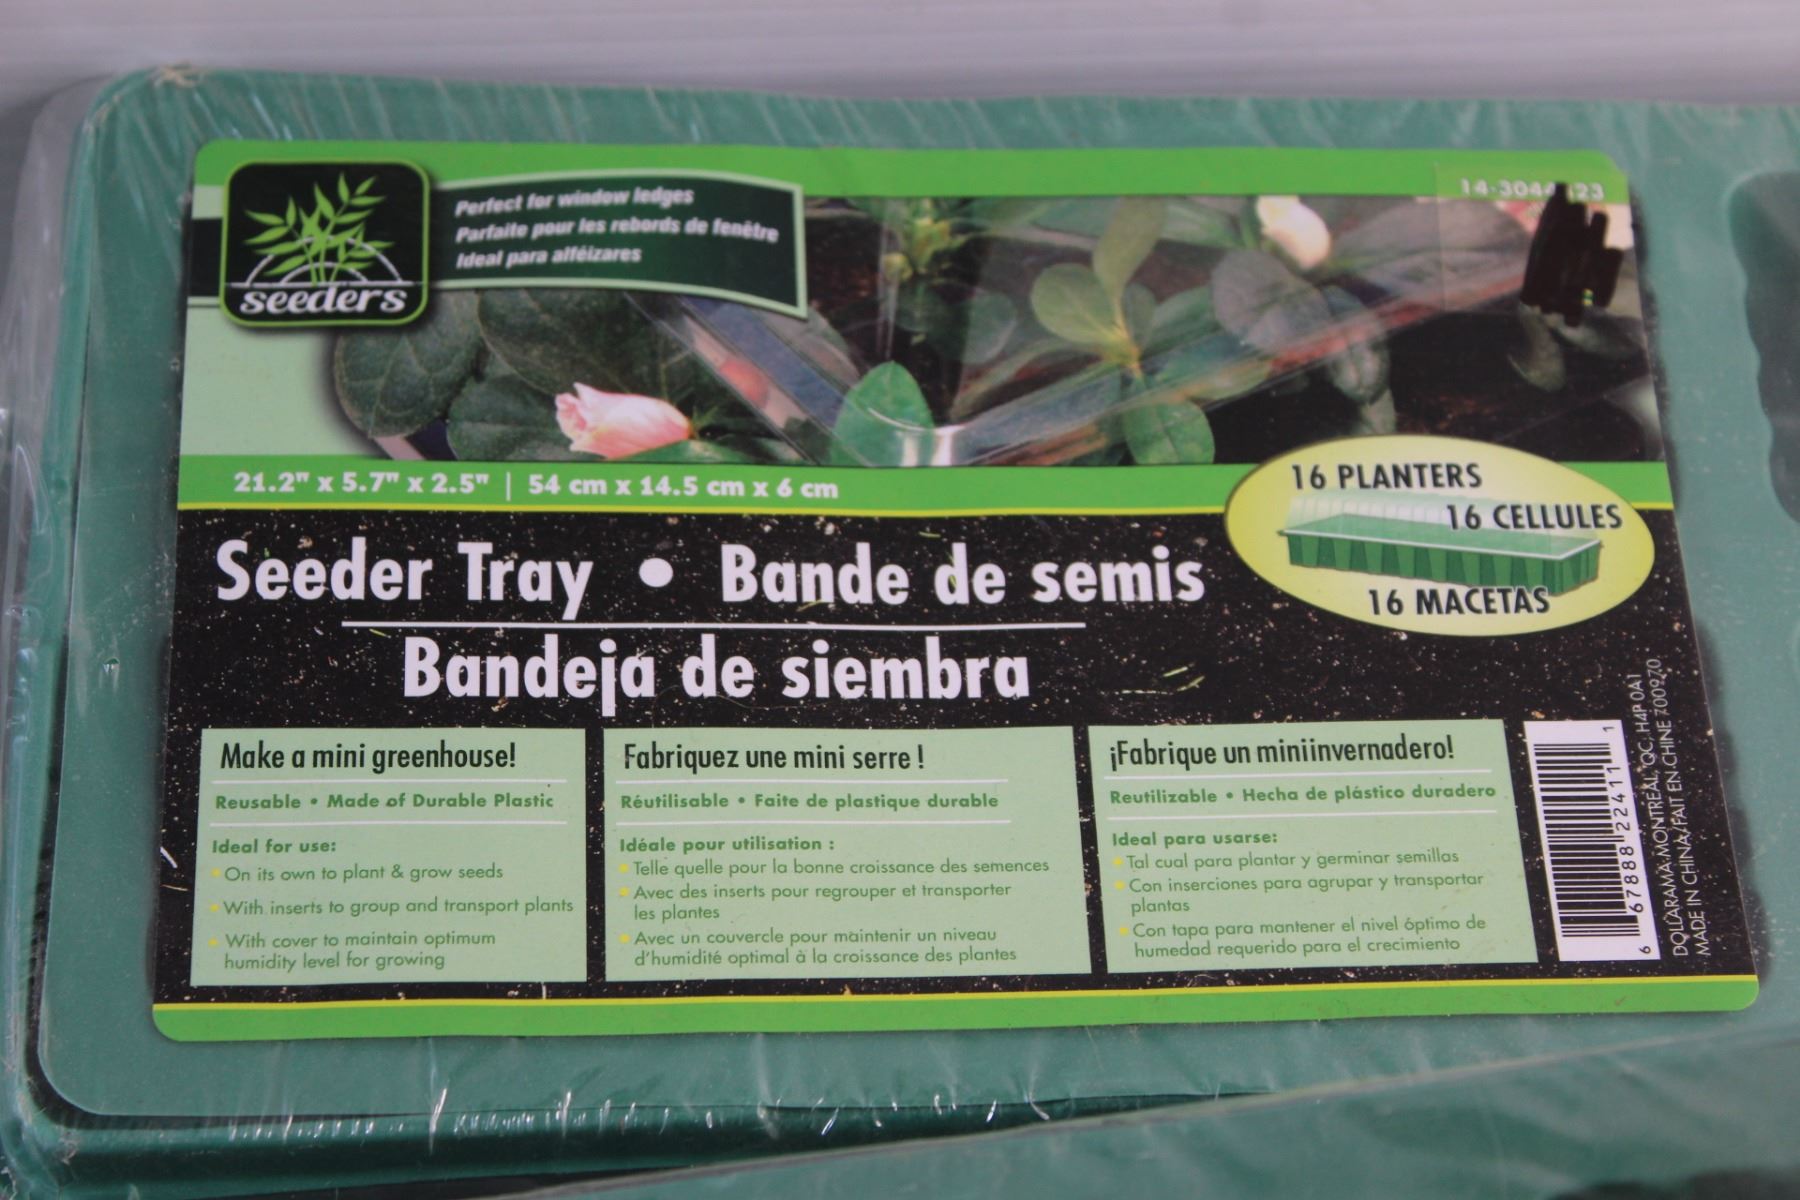 seeders
Perfect for window ledges
Parfaite pour les rebords de fenêtre
Ideal para alféizares
21.2" x 5.7" x 2.5" | 54 cm x 14.5 cm x 6 cm
16 PLANTERS
16 CELLULES
16 MACETAS
Seeder Tray • Bande de semis
Bandeja de siembra
Make a mini greenhouse!
Reusable • Made of Durable Plastic
Ideal for use:
• On its own to plant & grow seeds
• With inserts to group and transport plants
• With cover to maintain optimum
humidity level for growing
Fabriquez une mini serre !
Réutilisable • Faite de plastique durable
Idéale pour utilisation :
• Telle quelle pour la bonne croissance des semences
• Avec des inserts pour regrouper et transporter
les plantes
• Avec un couvercle pour maintenir un niveau
d'humidité optimal à la croissance des plantes
¡Fabrique un miniinvernadero!
Reutilizable • Hecha de plástico duradero
Ideal para usarse:
• Tal cual para plantar y germinar semillas
• Con inserciones para agrupar y transportar
plantas
• Con tapa para mantener el nivel óptimo de
humedad requerido para el crecimiento
6 67888 22411 1
DOLLARAMA MONTREAL, QC. H4P 0A1
MADE IN CHINA/FAIT EN CHINE 700970